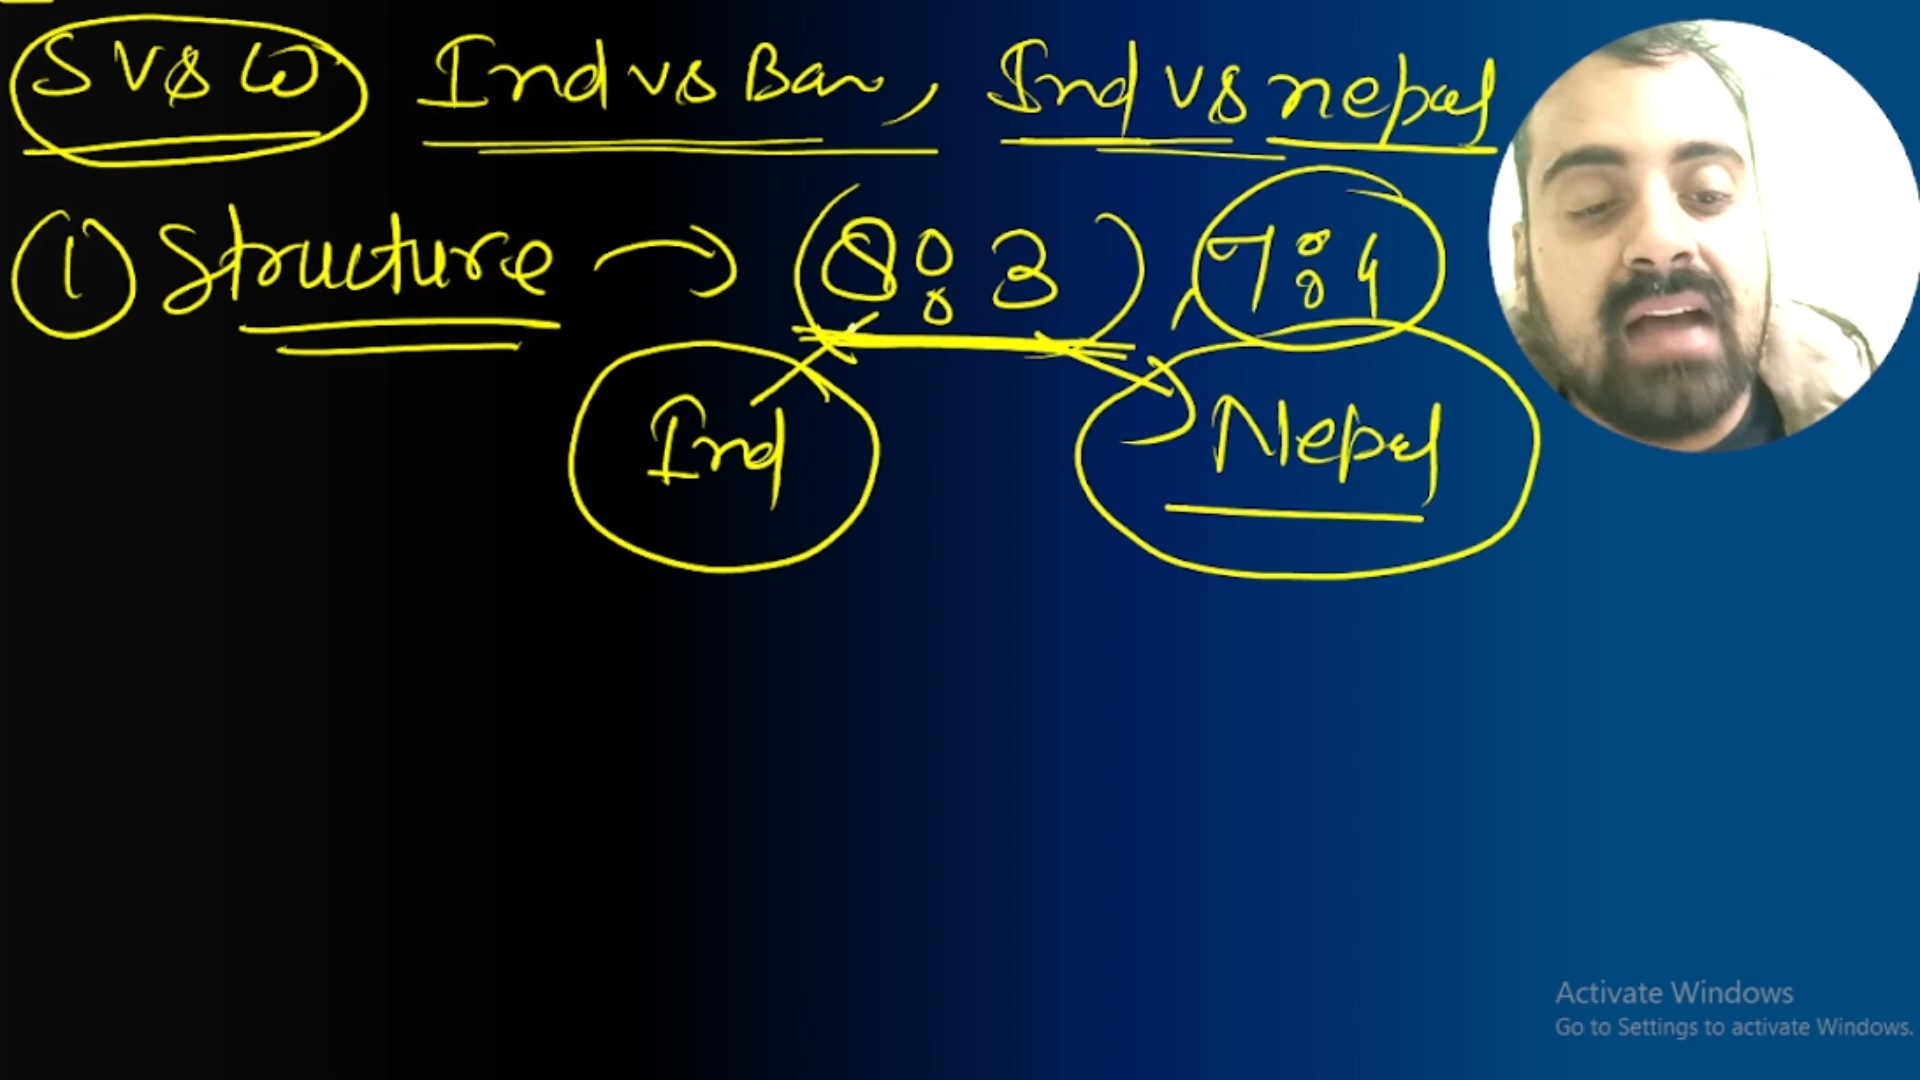 S vs W Ind vs Ban, Ind vs nepal
① Structure → 8:3, 7:4
Ind Nepal
Activate Windows
Go to Settings to activate Windows.